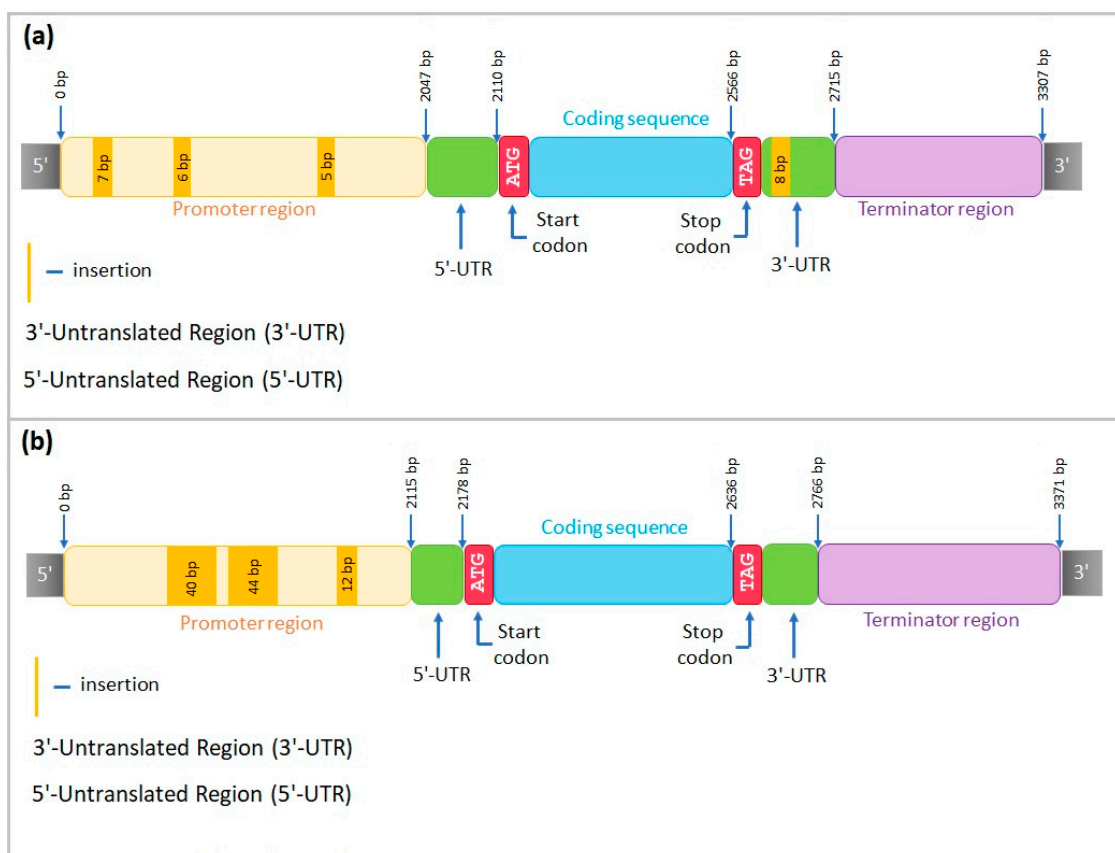 (a)
0 bp
2047 bp
2110 bp
2566 bp
2715 bp
3307 bp
Coding sequence
5'
7 bp
6 bp
5 bp
ATG
TAG
8 bp
3'
Promoter region
Start
codon
Stop
codon
Terminator region
5'-UTR
3'-UTR
insertion
3'-Untranslated Region (3'-UTR)
5'-Untranslated Region (5'-UTR)
(b)
0 bp
2115 bp
2178 bp
2636 bp
2766 bp
3371 bp
Coding sequence
5'
40 bp
44 bp
12 bp
ATG
TAG
3'
Promoter region
Start
codon
Stop
codon
Terminator region
5'-UTR
3'-UTR
insertion
3'-Untranslated Region (3'-UTR)
5'-Untranslated Region (5'-UTR)